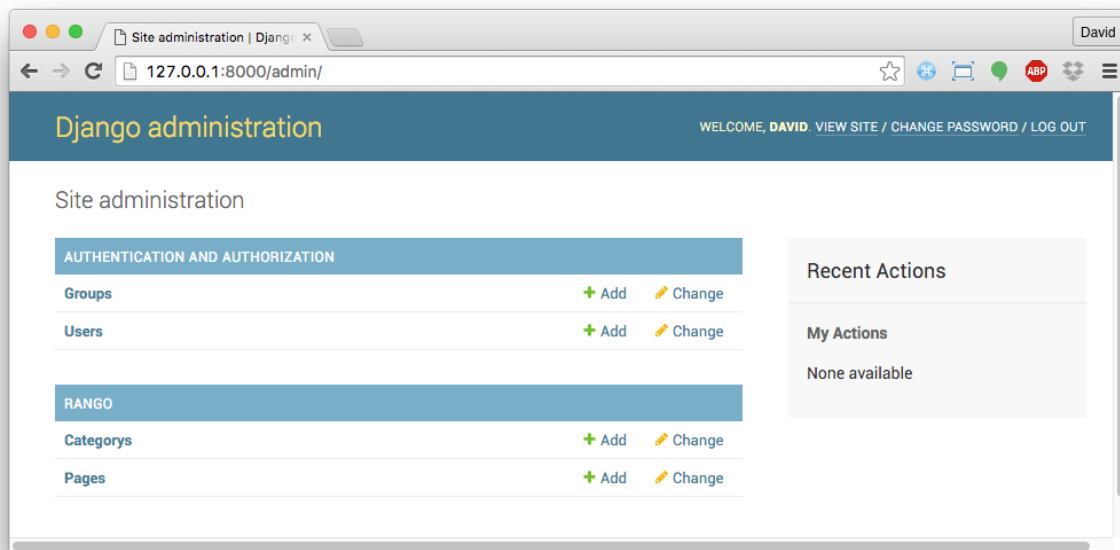 Site administration | Djang
David
127.0.0.1:8000/admin/
ABP
Django administration
WELCOME, DAVID. VIEW SITE / CHANGE PASSWORD / LOG OUT
Site administration
AUTHENTICATION AND AUTHORIZATION
Groups Add Change
Users Add Change
RANGO
Categorys Add Change
Pages Add Change
Recent Actions
My Actions
None available